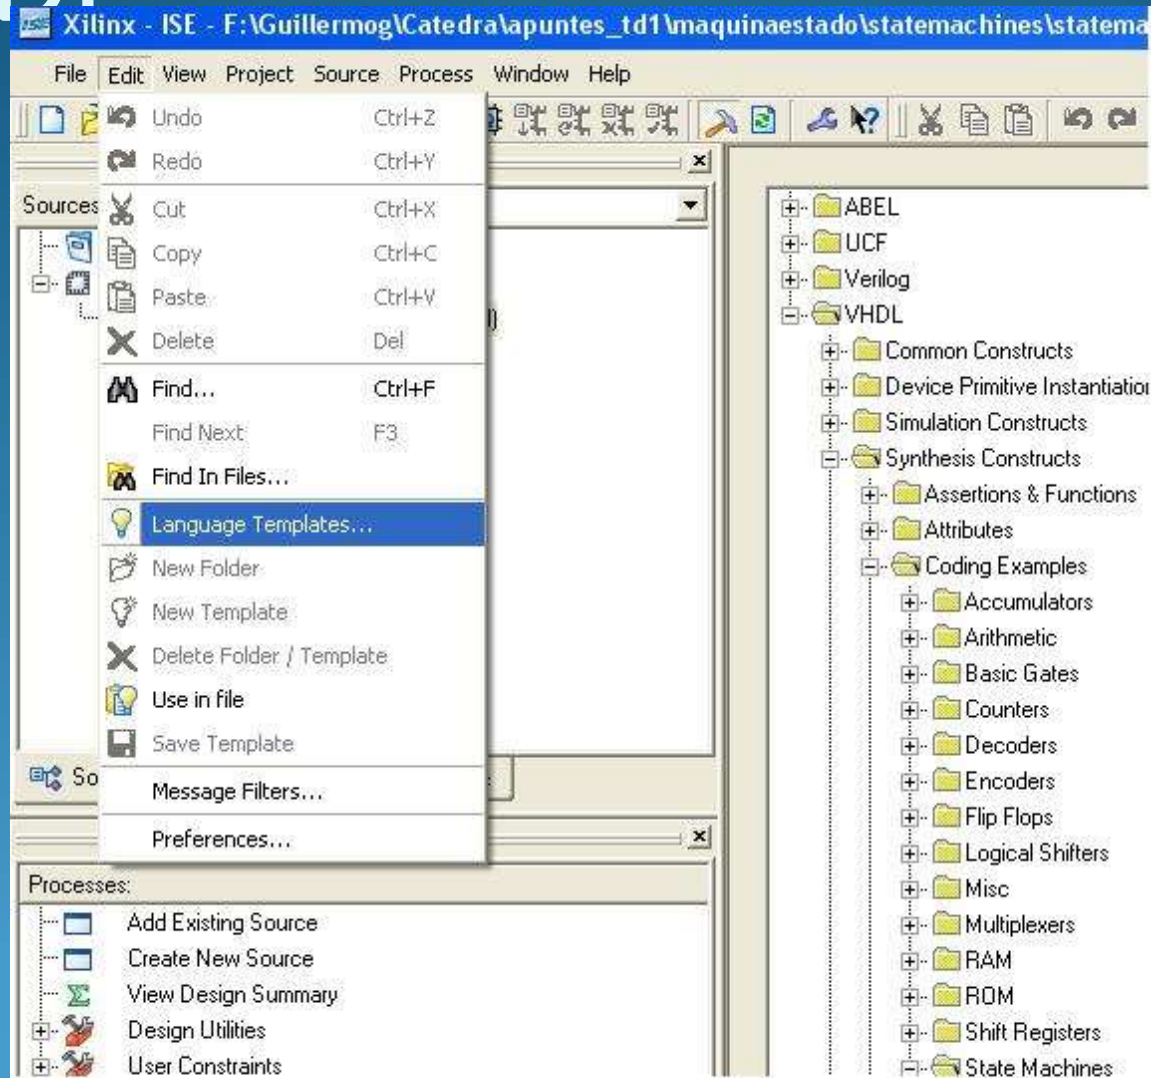 Xilinx - ISE - F:\Guillermog\Catedra\apuntes_td1\maquinaestado\statemachines\statema
File Edit View Project Source Process Window Help
Undo Ctrl+Z
Redo Ctrl+Y
Sources
Cut Ctrl+X
Copy Ctrl+C
Paste Ctrl+V
Delete Del
Find... Ctrl+F
Find Next F3
Find In Files...
Language Templates...
New Folder
New Template
Delete Folder / Template
Use in file
Save Template
So
Message Filters...
Preferences...
Processes:
Add Existing Source
Create New Source
View Design Summary
Design Utilities
User Constraints
ABEL
UCF
Verilog
VHDL
Common Constructs
Device Primitive Instantiation
Simulation Constructs
Synthesis Constructs
Assertions & Functions
Attributes
Coding Examples
Accumulators
Arithmetic
Basic Gates
Counters
Decoders
Encoders
Flip Flops
Logical Shifters
Misc
Multiplexers
RAM
ROM
Shift Registers
State Machines